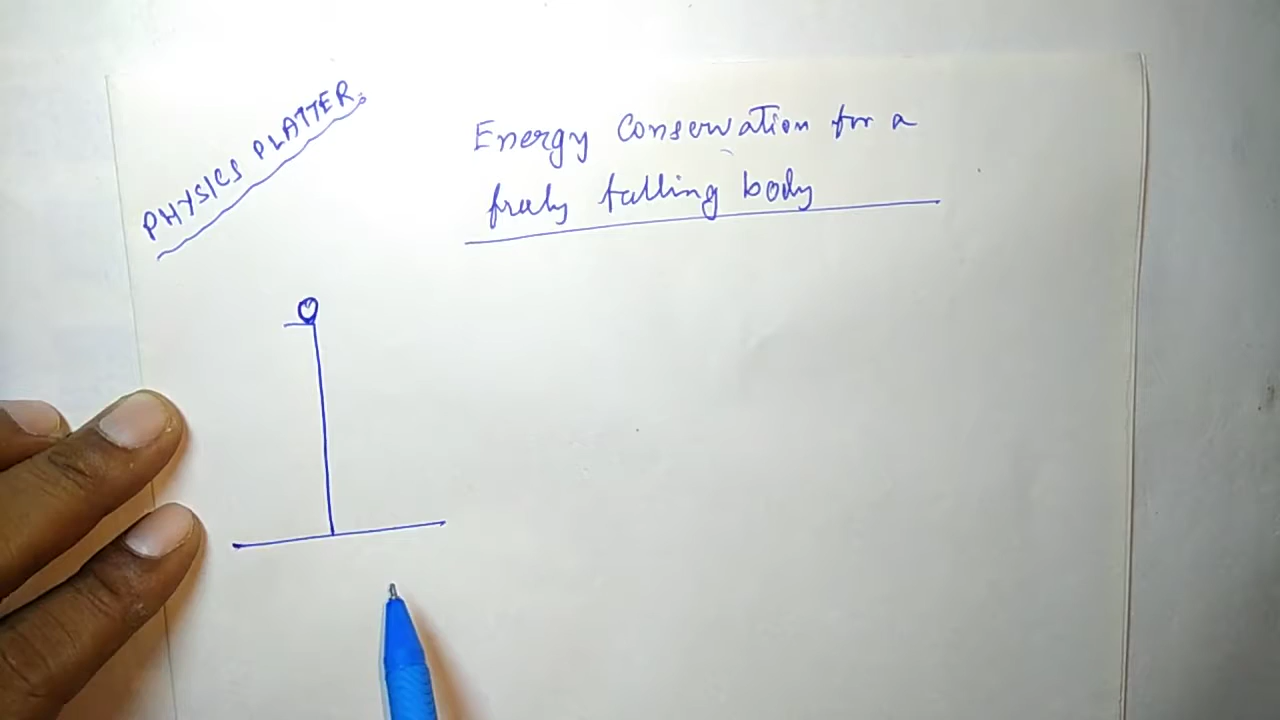 PHYSICS PLATTER.
Energy Conservation for a
freely falling body